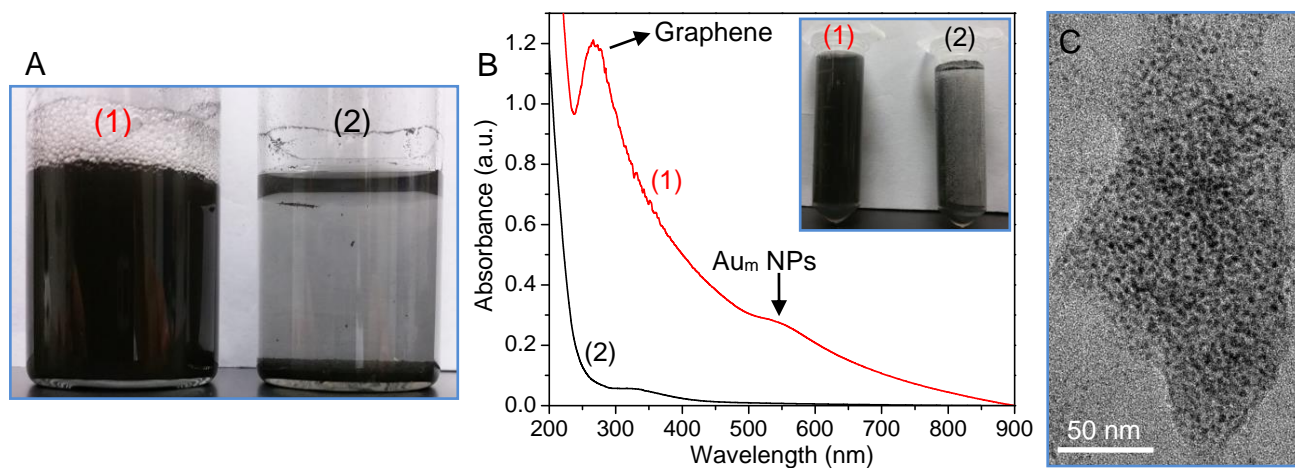 A
(1)
(2)
B
Absorbance (a.u.)
1.2
1.0
0.8
0.6
0.4
0.2
0.0
Graphene
(1)
(2)
(1)
Au_m NPs
(2)
200 300 400 500 600 700 800 900
Wavelength (nm)
C
50 nm